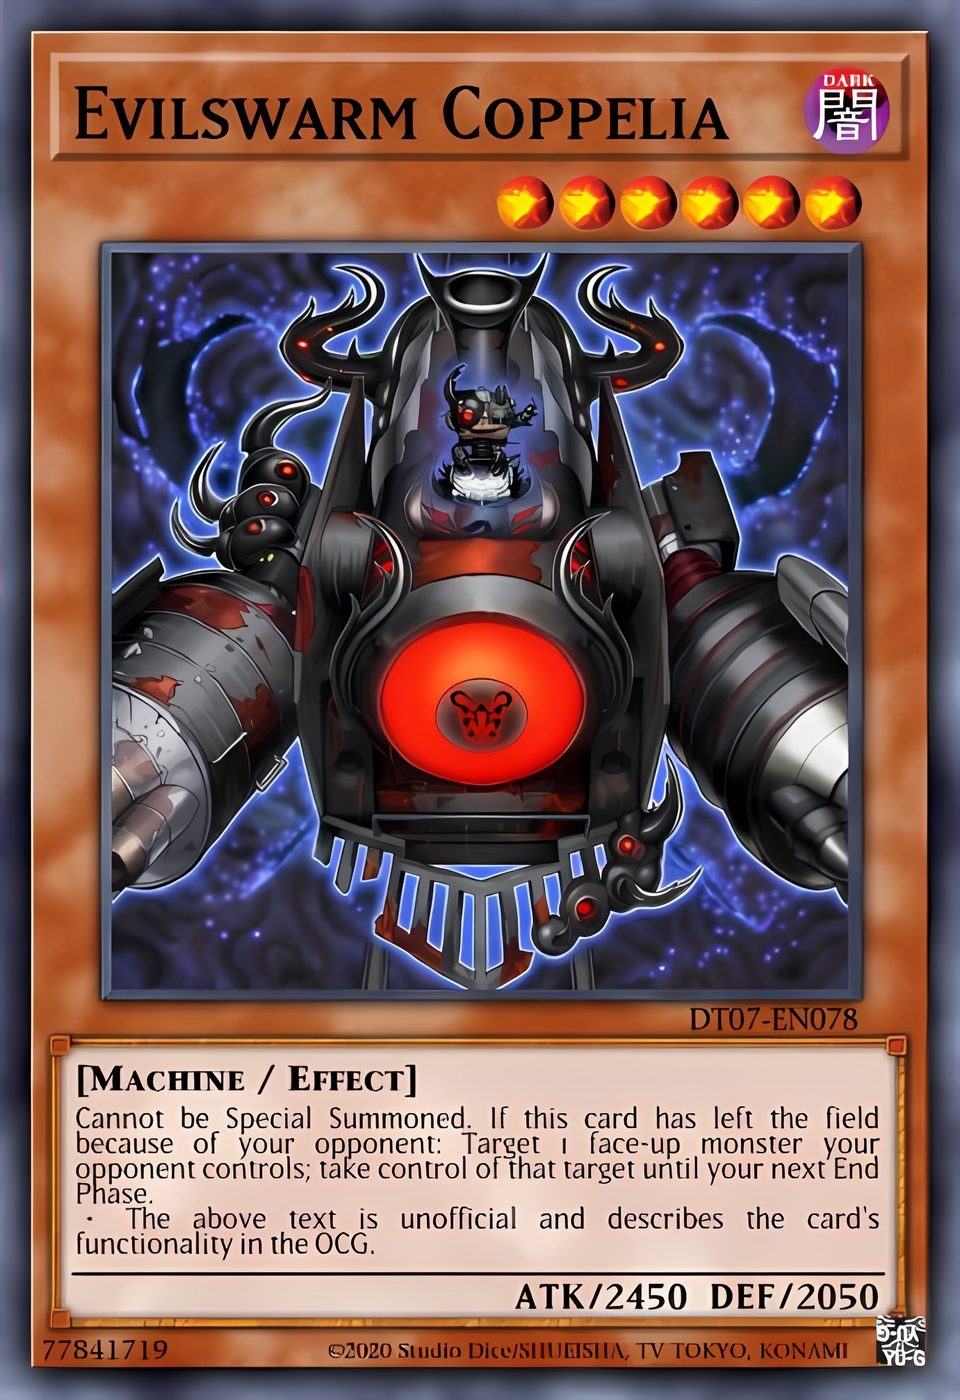 EVILSWARM COPPELIA
DARK
闇
DT07-EN078
[MACHINE / EFFECT]
Cannot be Special Summoned. If this card has left the field
because of your opponent: Target 1 face-up monster your
opponent controls; take control of that target until your next End
Phase.
· The above text is unofficial and describes the card's
functionality in the OCG.
ATK/2450 DEF/2050
77841719
©2020 Studio Dice/SHUEISHA, TV TOKYO, KONAMI